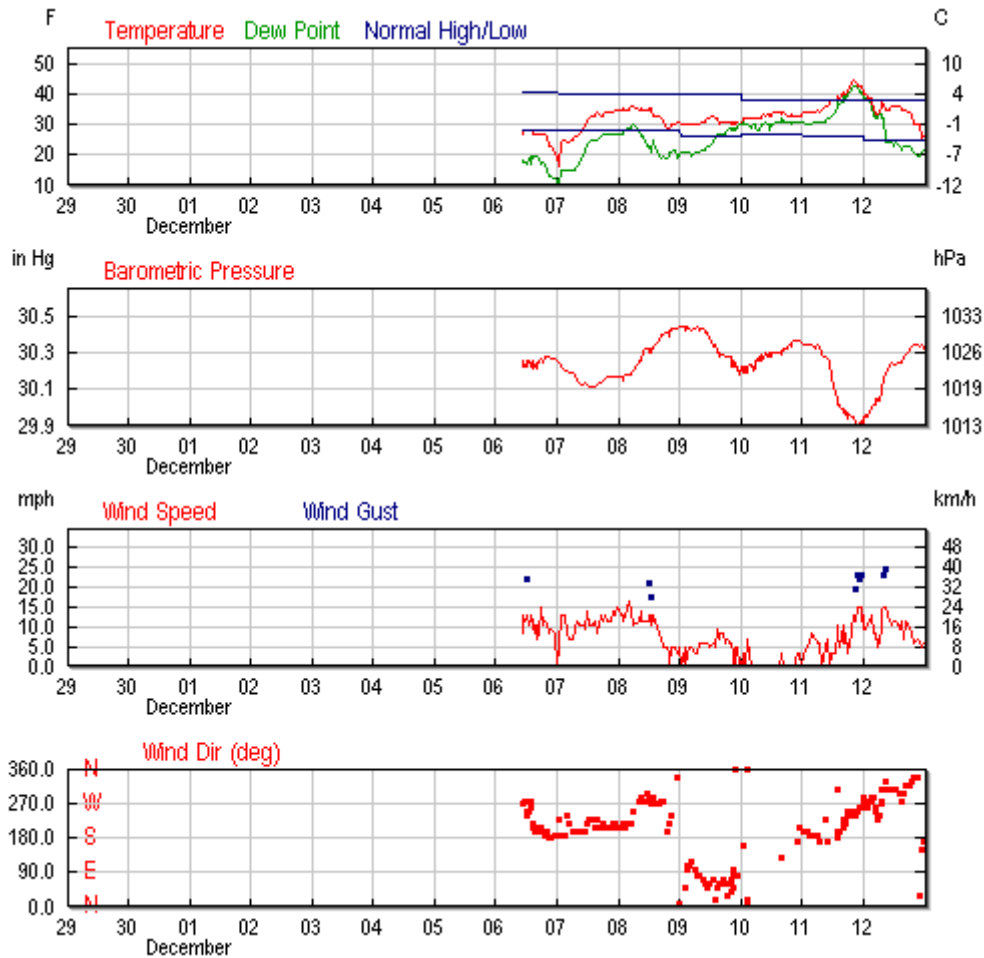 F C
Temperature Dew Point Normal High/Low
50 10
40 4
30 -1
20 -7
10 -12
29 30 01 02 03 04 05 06 07 08 09 10 11 12
December
in Hg hPa
Barometric Pressure
30.5 1033
30.3 1026
30.1 1019
29.9 1013
29 30 01 02 03 04 05 06 07 08 09 10 11 12
December
mph km/h
Wind Speed Wind Gust
30.0 48
25.0 40
20.0 32
15.0 24
10.0 16
5.0 8
0.0 0
29 30 01 02 03 04 05 06 07 08 09 10 11 12
December
Wind Dir (deg)
360.0 N
270.0 W
180.0 S
90.0 E
0.0 N
29 30 01 02 03 04 05 06 07 08 09 10 11 12
December